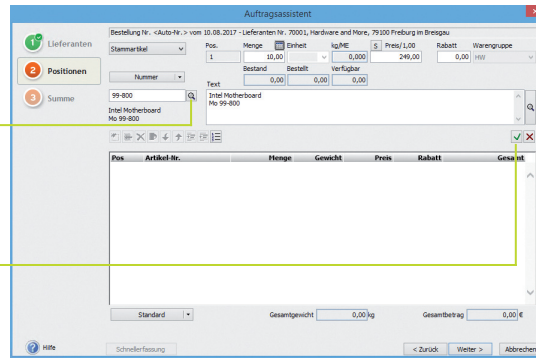 Auftragsassistent
Bestellung Nr. <Auto-Nr.> vom 10.08.2017 - Lieferanten Nr. 70001, Hardware and More, 79100 Freiburg im Breisgau
1 Lieferanten
2 Positionen
3 Summe
Stammartikel
Pos. Menge Einheit kg/ME S Preis/1,00 Rabatt Warengruppe
1 10,00 0,000 249,00 0,00 HW
Bestand Bestellt Verfügbar
Nummer
0,00 0,00 0,00
Text
99-800
Intel Motherboard
Mo 99-800
Intel Motherboard
Mo 99-800
Pos Artikel-Nr. Menge Gewicht Preis Rabatt Gesamt
Standard Gesamtgewicht 0,00 kg Gesamtbetrag 0,00 €
Hilfe Schnellerfassung < Zurück Weiter > Abbrechen